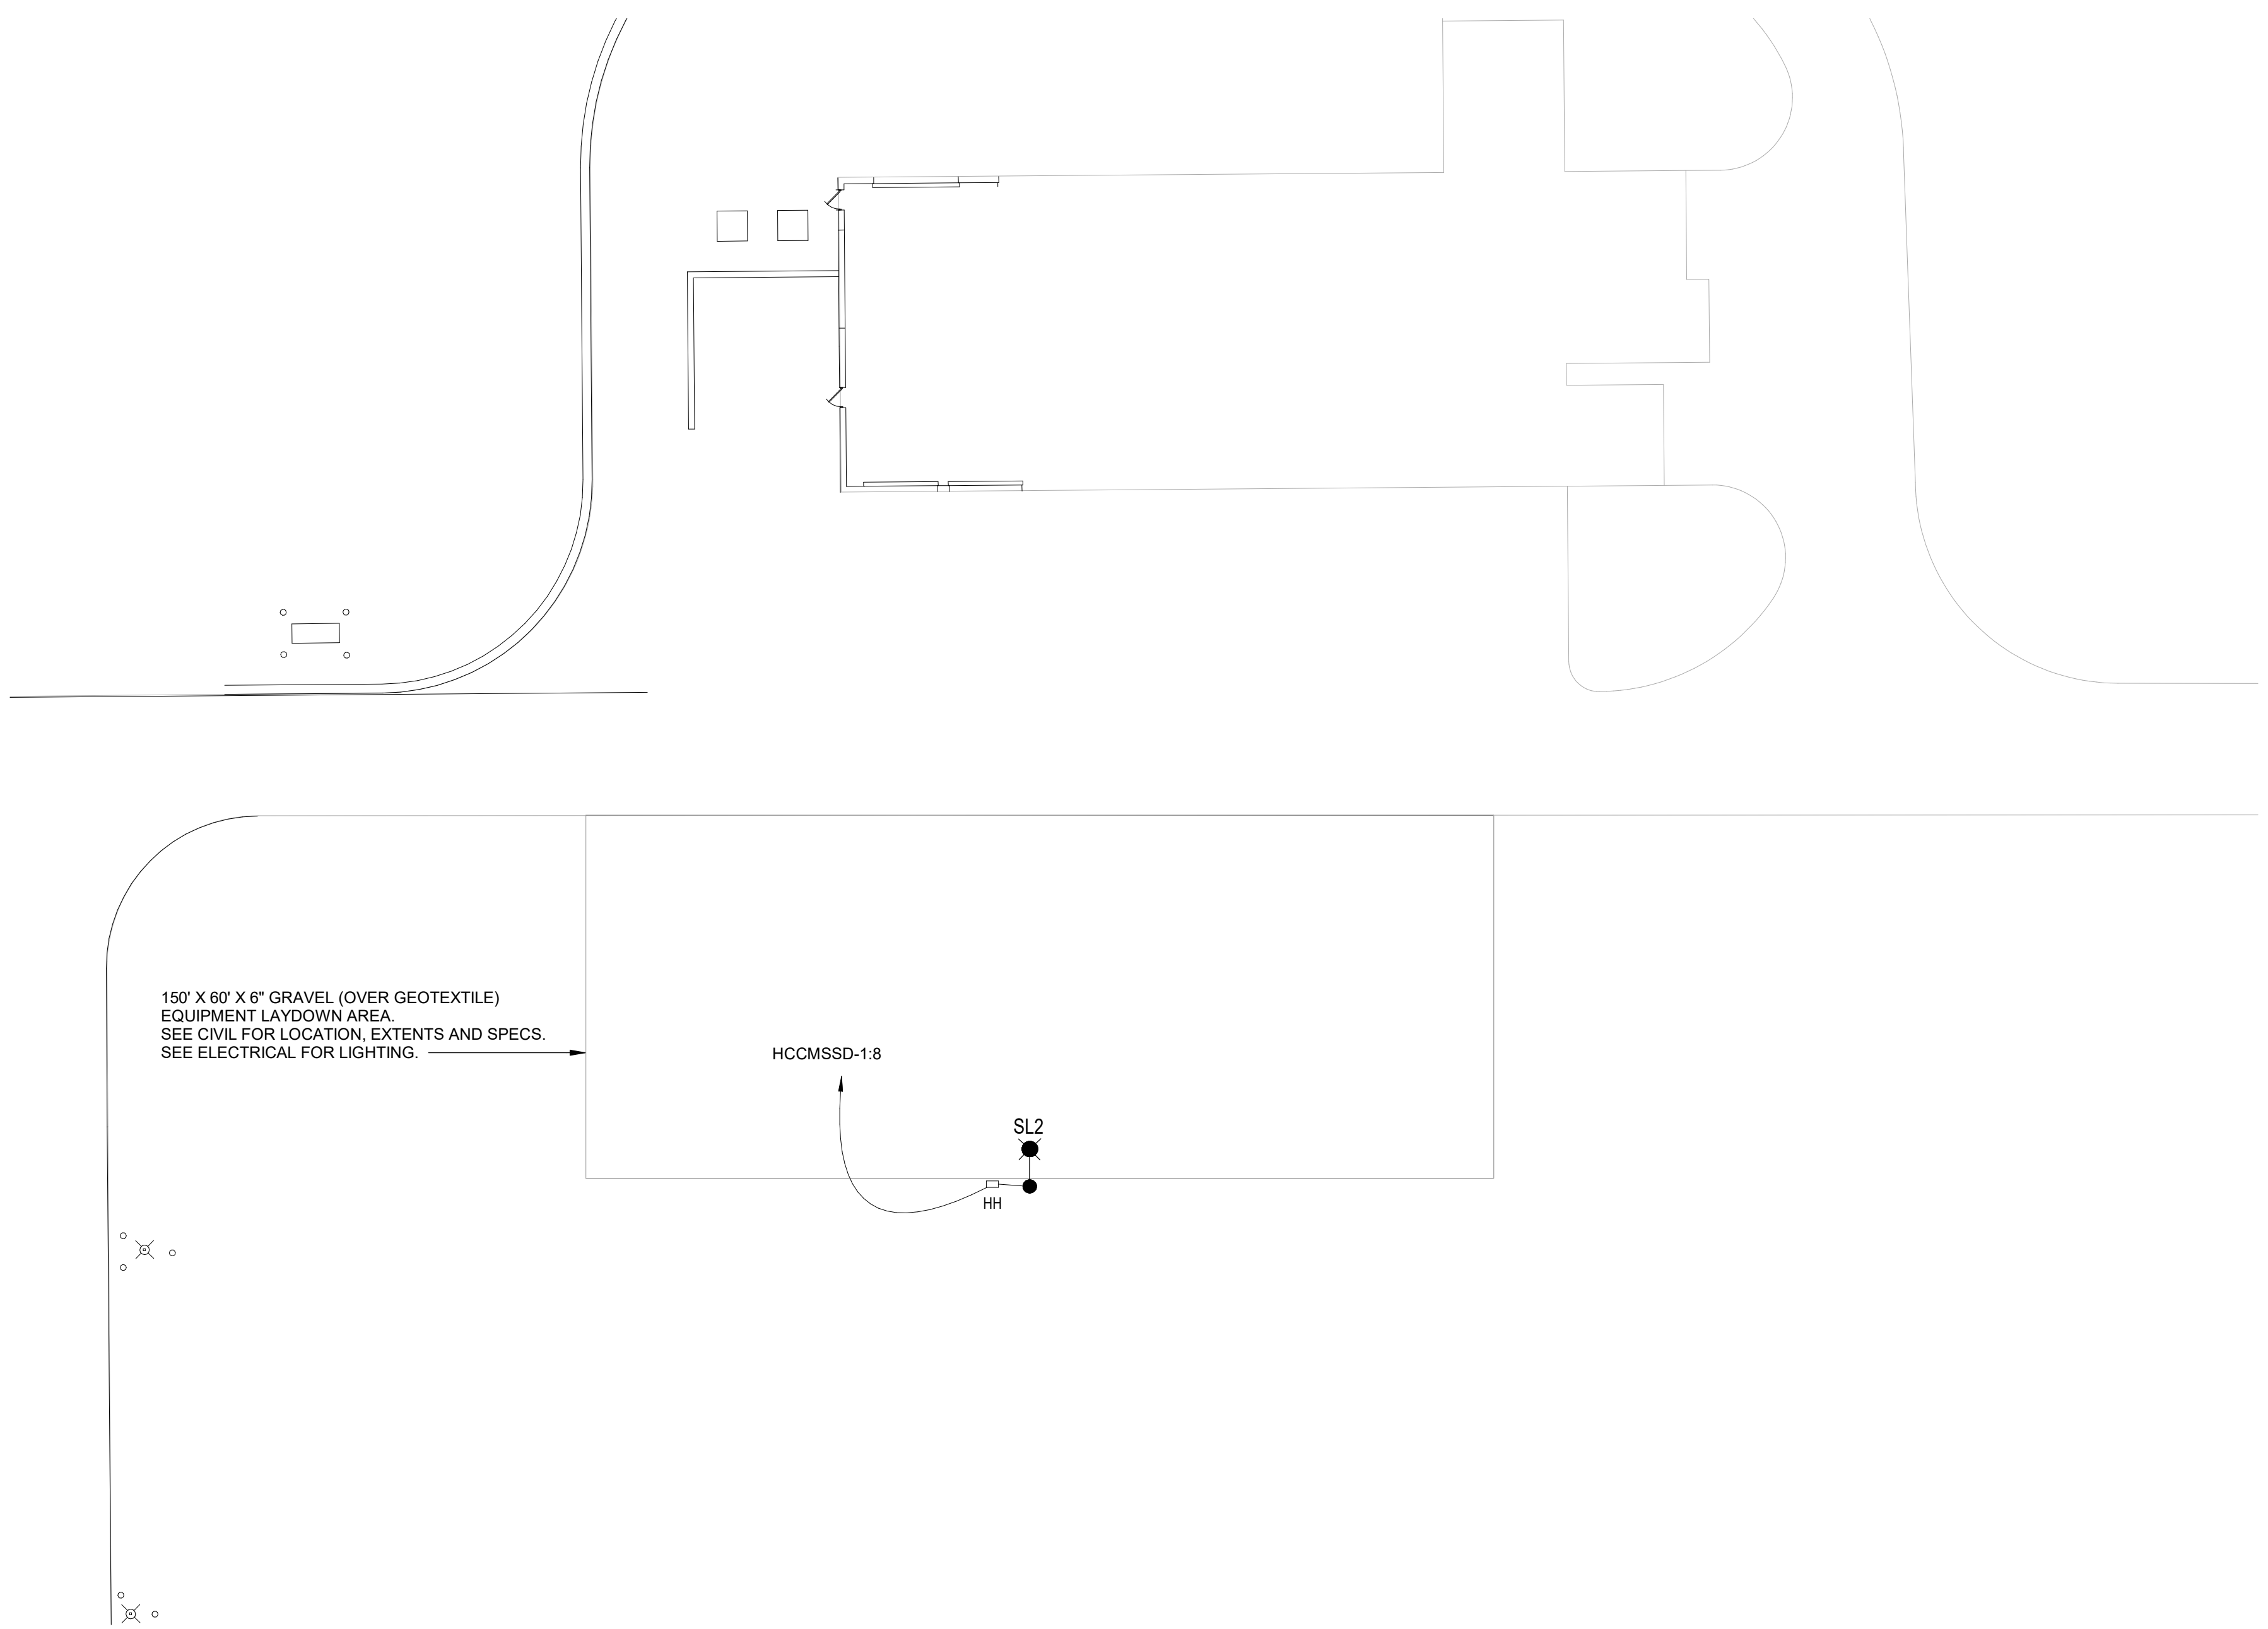 150' X 60' X 6" GRAVEL (OVER GEOTEXTILE)
EQUIPMENT LAYDOWN AREA.
SEE CIVIL FOR LOCATION, EXTENTS AND SPECS.
SEE ELECTRICAL FOR LIGHTING.
HCCMSSD-1:8
SL2
HH